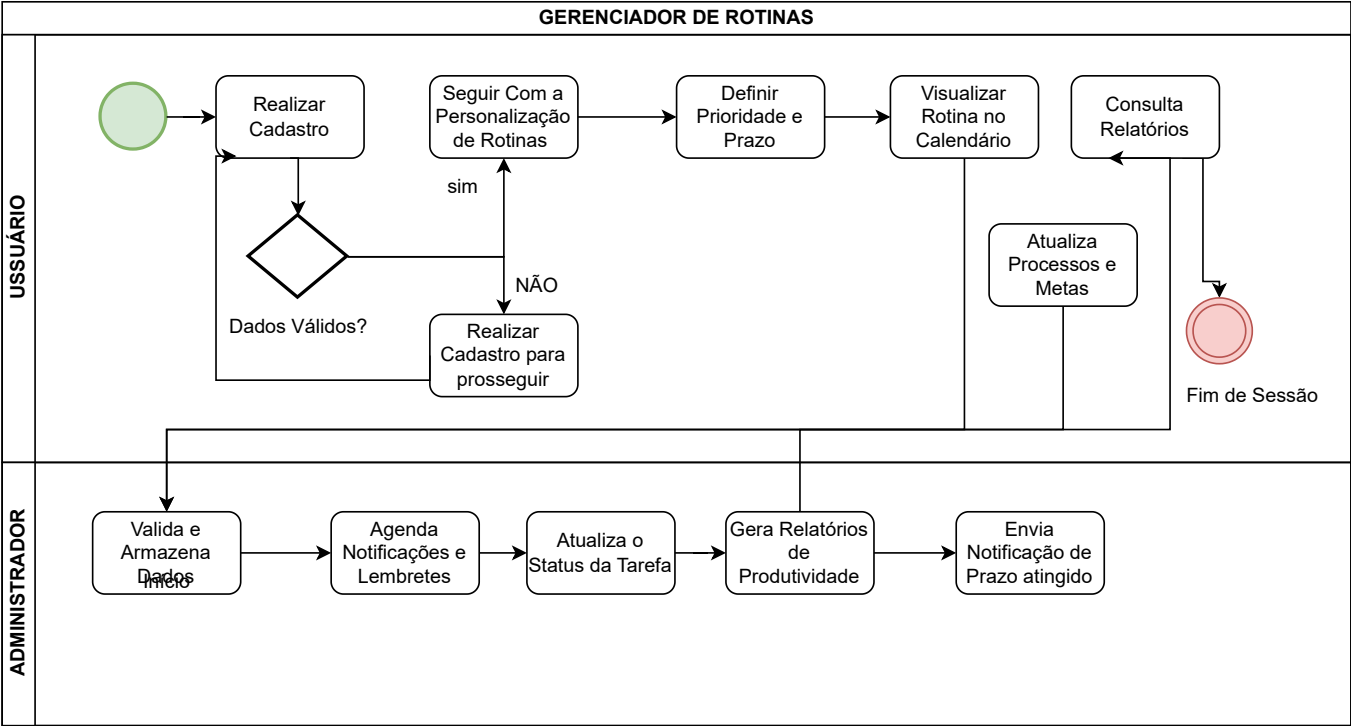 GERENCIADOR DE ROTINAS
USSUÁRIO
Realizar
Cadastro
Seguir Com a
Personalização
de Rotinas
Definir
Prioridade e
Prazo
Visualizar
Rotina no
Calendário
Consulta
Relatórios
sim
Atualiza
Processos e
Metas
NÃO
Dados Válidos?
Realizar
Cadastro para
prosseguir
Fim de Sessão
ADMINISTRADOR
Valida e
Armazena
Dados
Início
Agenda
Notificações e
Lembretes
Atualiza o
Status da Tarefa
Gera Relatórios
de
Produtividade
Envia
Notificação de
Prazo atingido